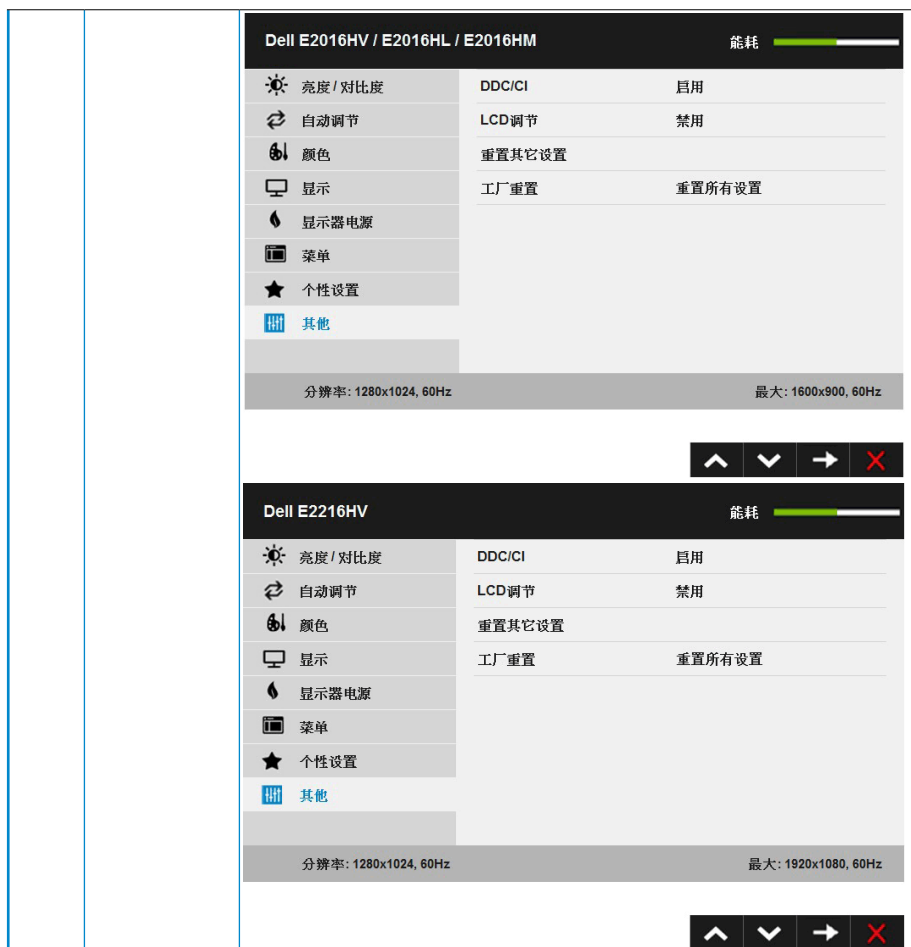 Dell E2016HV / E2016HL / E2016HM 能耗
亮度 / 对比度 DDC/CI 启用
自动调节 LCD调节 禁用
颜色 重置其它设置
显示 工厂重置 重置所有设置
显示器电源
菜单
个性设置
其他
分辨率: 1280x1024, 60Hz 最大: 1600x900, 60Hz
Dell E2216HV 能耗
亮度 / 对比度 DDC/CI 启用
自动调节 LCD调节 禁用
颜色 重置其它设置
显示 工厂重置 重置所有设置
显示器电源
菜单
个性设置
其他
分辨率: 1280x1024, 60Hz 最大: 1920x1080, 60Hz